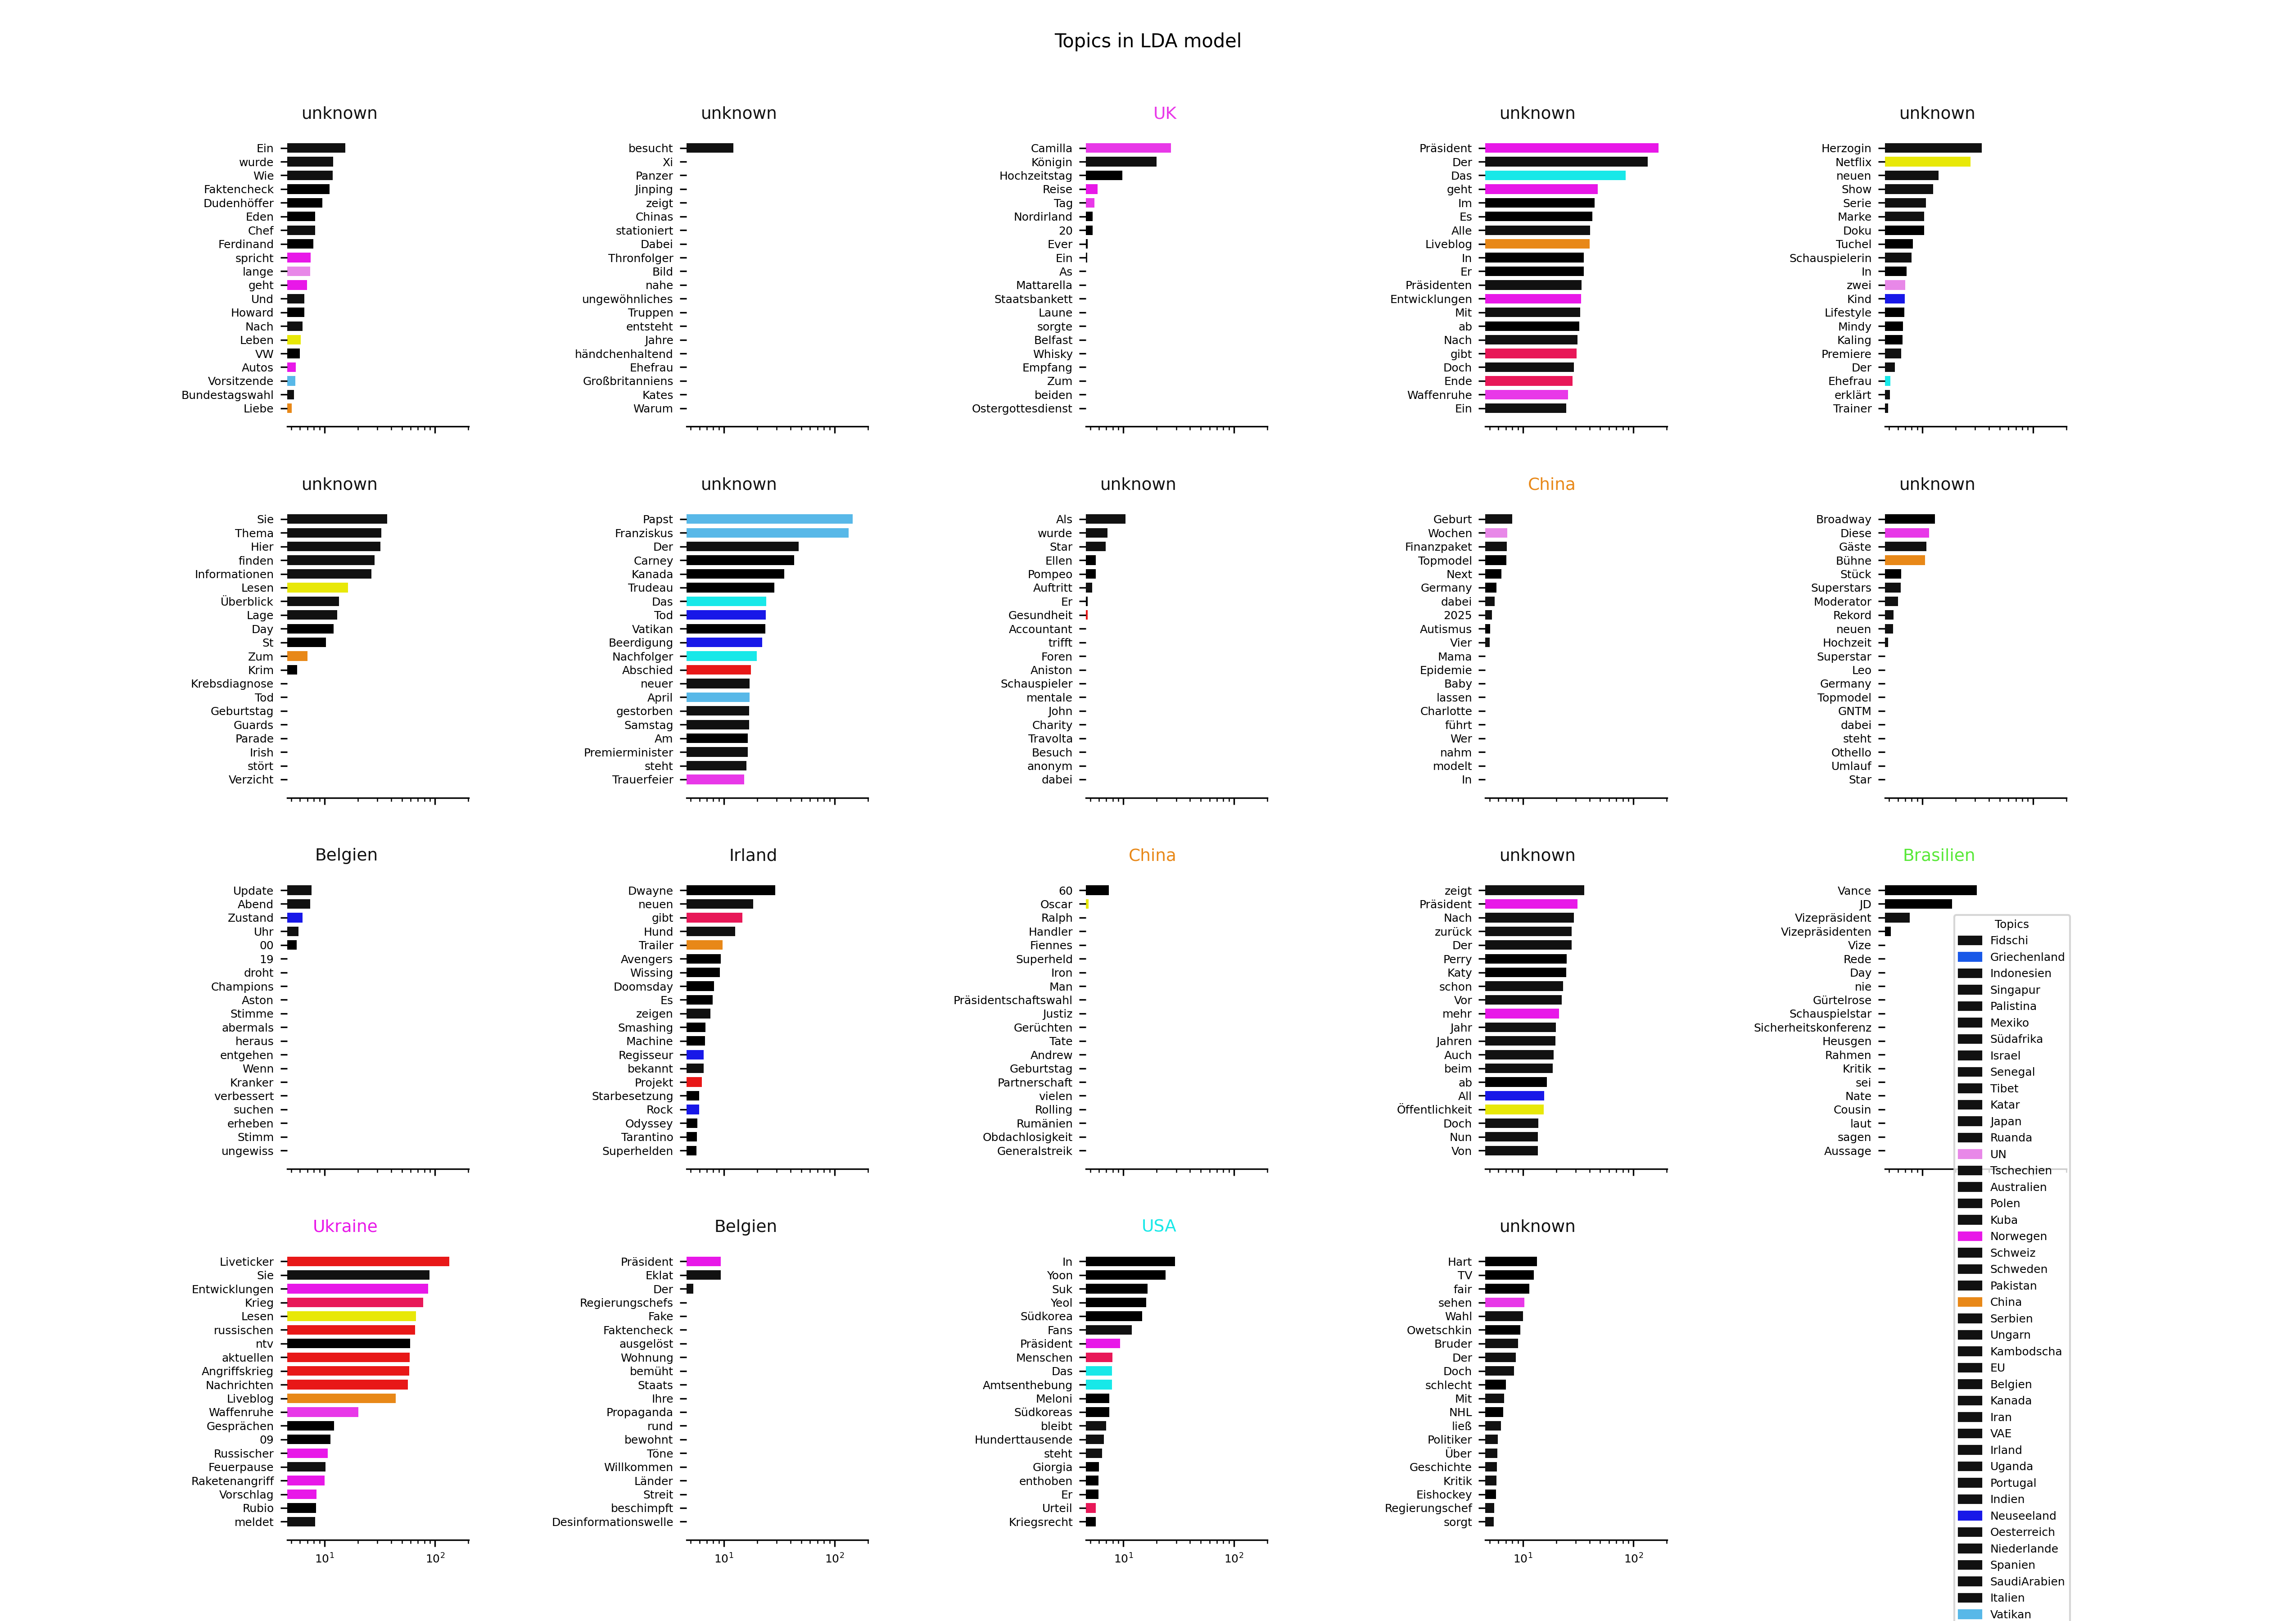 Topics in LDA model
unknown
Ein
wurde
Wie
Faktencheck
Dudenhöffer
Eden
Chef
Ferdinand
spricht
lange
geht
Und
Howard
Nach
Leben
VW
Autos
Vorsitzende
Bundestagswahl
Liebe
unknown
besucht
Xi
Panzer
Jinping
zeigt
Chinas
stationiert
Dabei
Thronfolger
Bild
nahe
ungewöhnliches
Truppen
entsteht
Jahre
händchenhaltend
Ehefrau
Großbritanniens
Kates
Warum
UK
Camilla
Königin
Hochzeitstag
Reise
Tag
Nordirland
20
Ever
Ein
As
Mattarella
Staatsbankett
Laune
sorgte
Belfast
Whisky
Empfang
Zum
beiden
Ostergottesdienst
unknown
Präsident
Der
Das
geht
Im
Es
Alle
Liveblog
In
Er
Präsidenten
Entwicklungen
Mit
ab
Nach
gibt
Doch
Ende
Waffenruhe
Ein
unknown
Herzogin
Netflix
neuen
Show
Serie
Marke
Doku
Tuchel
Schauspielerin
In
zwei
Kind
Lifestyle
Mindy
Kaling
Premiere
Der
Ehefrau
erklärt
Trainer
unknown
Sie
Thema
Hier
finden
Informationen
Lesen
Überblick
Lage
Day
St
Zum
Krim
Krebsdiagnose
Tod
Geburtstag
Guards
Parade
Irish
stört
Verzicht
unknown
Papst
Franziskus
Der
Carney
Kanada
Trudeau
Das
Tod
Vatikan
Beerdigung
Nachfolger
Abschied
neuer
April
gestorben
Samstag
Am
Premierminister
steht
Trauerfeier
unknown
Als
wurde
Star
Ellen
Pompeo
Auftritt
Er
Gesundheit
Accountant
trifft
Foren
Aniston
Schauspieler
mentale
John
Charity
Travolta
Besuch
anonym
dabei
China
Geburt
Wochen
Finanzpaket
Topmodel
Next
Germany
dabei
2025
Autismus
Vier
Mama
Epidemie
Baby
lassen
Charlotte
führt
Wer
nahm
modelt
In
unknown
Broadway
Diese
Gäste
Bühne
Stück
Superstars
Moderator
Rekord
neuen
Hochzeit
Superstar
Leo
Germany
Topmodel
GNTM
dabei
steht
Othello
Umlauf
Star
Belgien
Update
Abend
Zustand
Uhr
00
19
droht
Champions
Aston
Stimme
abermals
heraus
entgehen
Wenn
Kranker
verbessert
suchen
erheben
Stimm
ungewiss
Irland
Dwayne
neuen
gibt
Hund
Trailer
Avengers
Wissing
Doomsday
Es
zeigen
Smashing
Machine
Regisseur
bekannt
Projekt
Starbesetzung
Rock
Odyssey
Tarantino
Superhelden
China
60
Oscar
Ralph
Handler
Fiennes
Superheld
Iron
Man
Präsidentschaftswahl
Justiz
Gerüchten
Tate
Andrew
Geburtstag
Partnerschaft
vielen
Rolling
Rumänien
Obdachlosigkeit
Generalstreik
unknown
zeigt
Präsident
Nach
zurück
Der
Perry
Katy
schon
Vor
mehr
Jahr
Jahren
Auch
beim
ab
All
Öffentlichkeit
Doch
Nun
Von
Brasilien
Vance
JD
Vizepräsident
Vizepräsidenten
Vize
Rede
Day
nie
Gürtelrose
Schauspielstar
Sicherheitskonferenz
Heusgen
Rahmen
Kritik
sei
Nate
Cousin
laut
sagen
Aussage
Ukraine
Liveticker
Sie
Entwicklungen
Krieg
Lesen
russischen
ntv
aktuellen
Angriffskrieg
Nachrichten
Liveblog
Waffenruhe
Gesprächen
09
Russischer
Feuerpause
Raketenangriff
Vorschlag
Rubio
meldet
10¹ 10²
Belgien
Präsident
Eklat
Der
Regierungschefs
Fake
Faktencheck
ausgelöst
Wohnung
bemüht
Staats
Ihre
Propaganda
rund
bewohnt
Töne
Willkommen
Länder
Streit
beschimpft
Desinformationswelle
10¹ 10²
USA
In
Yoon
Suk
Yeol
Südkorea
Fans
Präsident
Menschen
Das
Amtsenthebung
Meloni
Südkoreas
bleibt
Hunderttausende
steht
Giorgia
enthoben
Er
Urteil
Kriegsrecht
10¹ 10²
unknown
Hart
TV
fair
sehen
Wahl
Owetschkin
Bruder
Der
Doch
schlecht
Mit
NHL
ließ
Politiker
Über
Geschichte
Kritik
Eishockey
Regierungschef
sorgt
10¹ 10²
Topics
Fidschi
Griechenland
Indonesien
Singapur
Palistina
Mexiko
Südafrika
Israel
Senegal
Tibet
Katar
Japan
Ruanda
UN
Tschechien
Australien
Polen
Kuba
Norwegen
Schweiz
Schweden
Pakistan
China
Serbien
Ungarn
Kambodscha
EU
Belgien
Kanada
Iran
VAE
Irland
Uganda
Portugal
Indien
Neuseeland
Oesterreich
Niederlande
Spanien
SaudiArabien
Italien
Vatikan